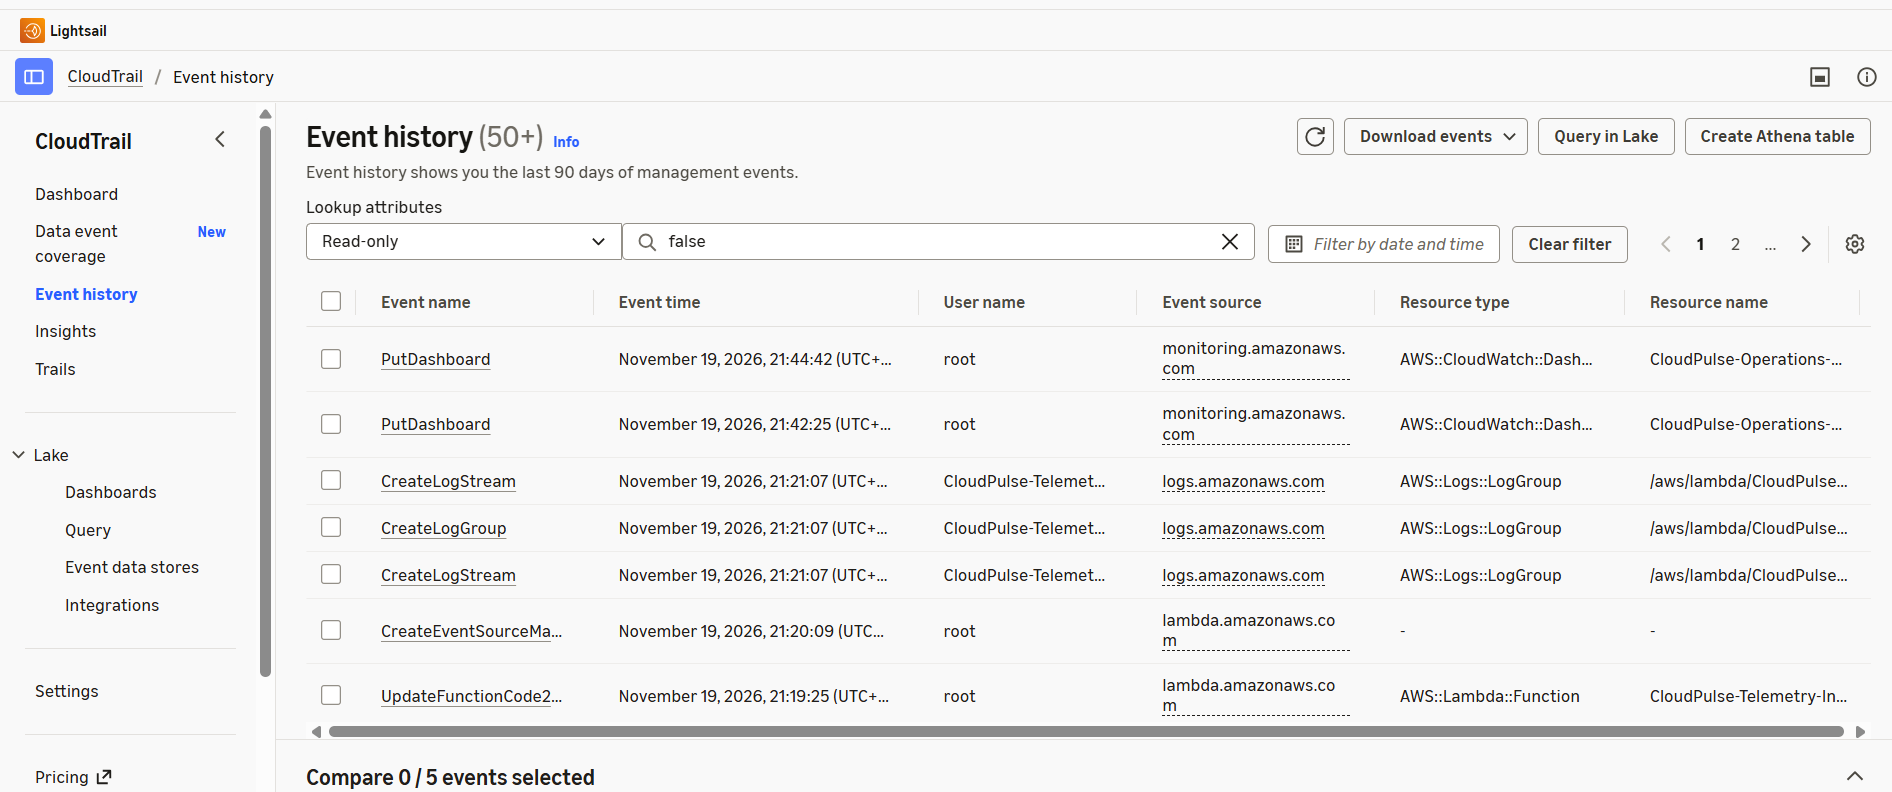 Lightsail
CloudTrail / Event history
CloudTrail
Dashboard
Data event
coverage
New
Event history
Insights
Trails
Lake
Dashboards
Query
Event data stores
Integrations
Settings
Pricing
Event history (50+) Info
Event history shows you the last 90 days of management events.
Download events
Query in Lake
Create Athena table
Lookup attributes
Read-only
false
Filter by date and time
Clear filter
1 2 ...
Event name Event time User name Event source Resource type Resource name
PutDashboard November 19, 2026, 21:44:42 (UTC+... root monitoring.amazonaws. AWS::CloudWatch::Dash... CloudPulse-Operations-...
com
PutDashboard November 19, 2026, 21:42:25 (UTC+... root monitoring.amazonaws. AWS::CloudWatch::Dash... CloudPulse-Operations-...
com
CreateLogStream November 19, 2026, 21:21:07 (UTC+... CloudPulse-Telemet... logs.amazonaws.com AWS::Logs::LogGroup /aws/lambda/CloudPulse...
CreateLogGroup November 19, 2026, 21:21:07 (UTC+... CloudPulse-Telemet... logs.amazonaws.com AWS::Logs::LogGroup /aws/lambda/CloudPulse...
CreateLogStream November 19, 2026, 21:21:07 (UTC+... CloudPulse-Telemet... logs.amazonaws.com AWS::Logs::LogGroup /aws/lambda/CloudPulse...
CreateEventSourceMa... November 19, 2026, 21:20:09 (UTC... root lambda.amazonaws.co - -
m
UpdateFunctionCode2... November 19, 2026, 21:19:25 (UTC+... root lambda.amazonaws.co AWS::Lambda::Function CloudPulse-Telemetry-In...
m
Compare 0 / 5 events selected